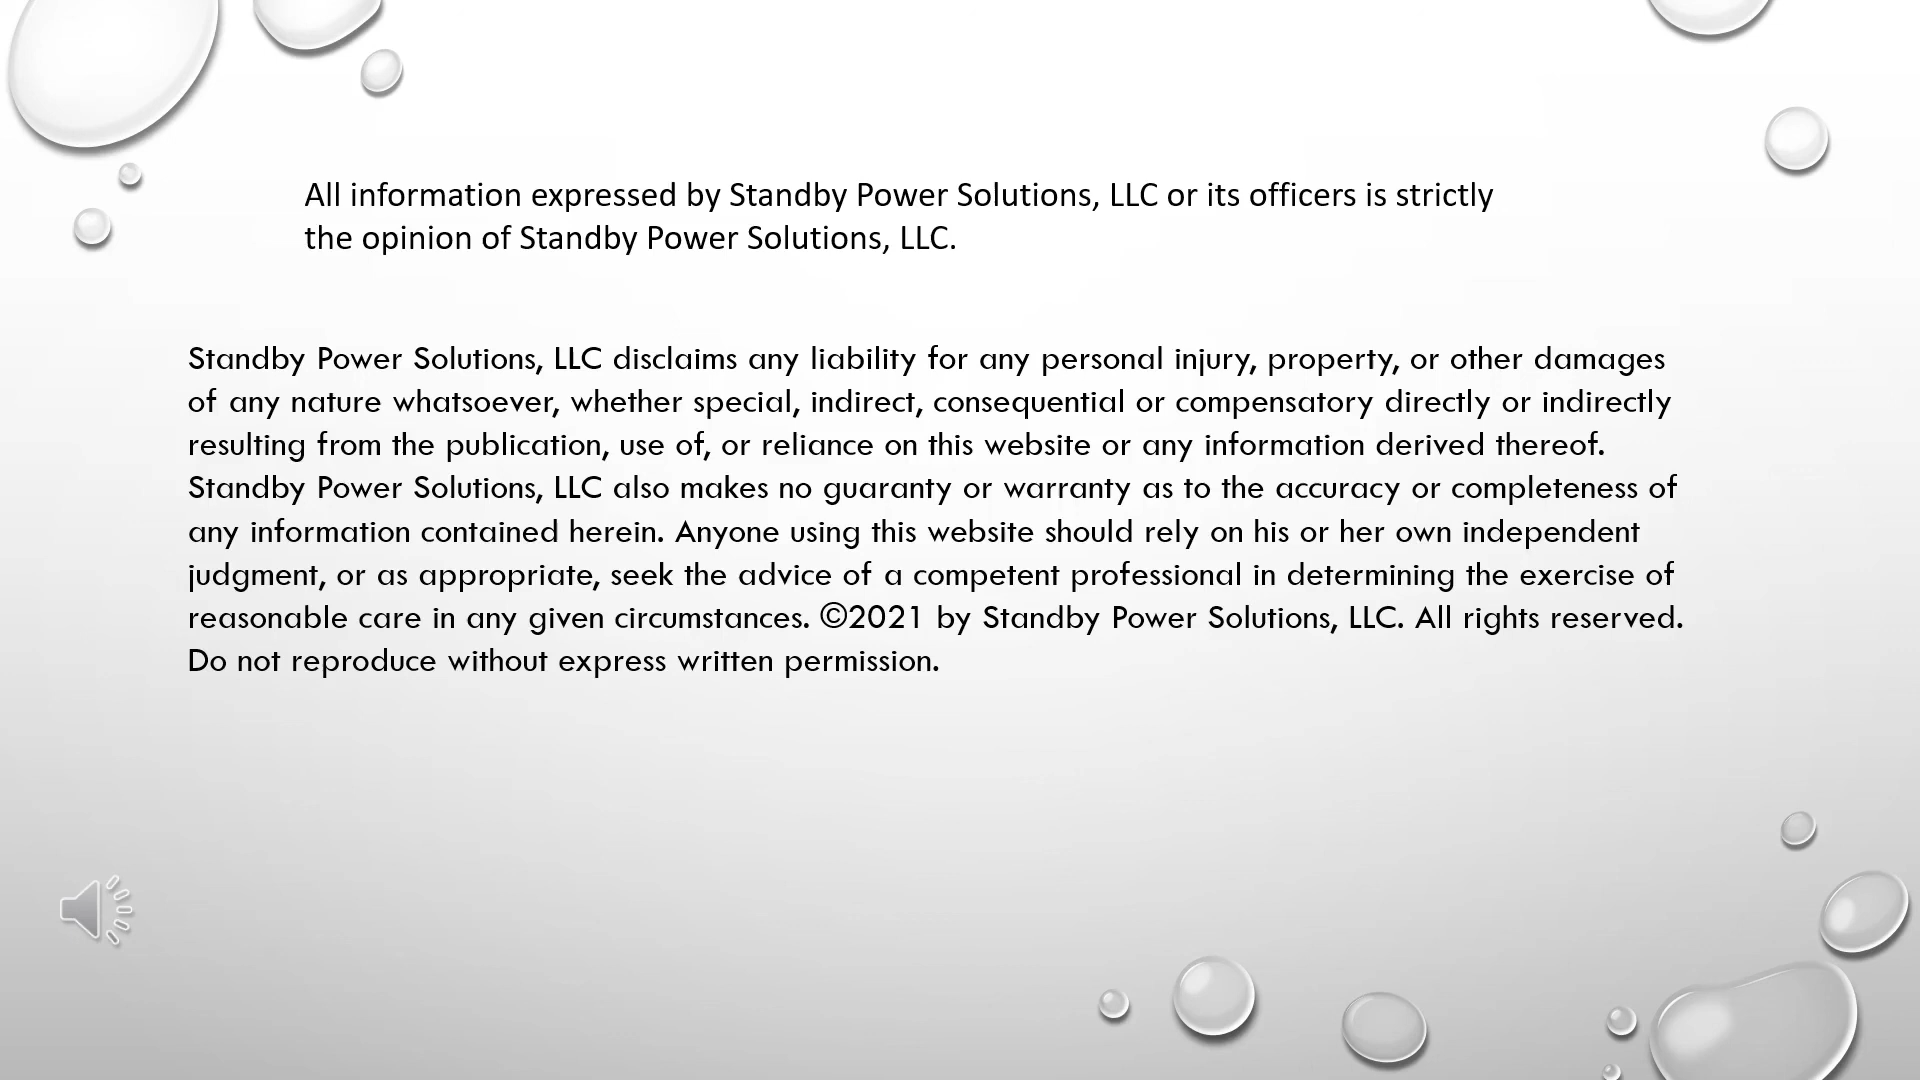 All information expressed by Standby Power Solutions, LLC or its officers is strictly
the opinion of Standby Power Solutions, LLC.
Standby Power Solutions, LLC disclaims any liability for any personal injury, property, or other damages
of any nature whatsoever, whether special, indirect, consequential or compensatory directly or indirectly
resulting from the publication, use of, or reliance on this website or any information derived thereof.
Standby Power Solutions, LLC also makes no guaranty or warranty as to the accuracy or completeness of
any information contained herein. Anyone using this website should rely on his or her own independent
judgment, or as appropriate, seek the advice of a competent professional in determining the exercise of
reasonable care in any given circumstances. ©2021 by Standby Power Solutions, LLC. All rights reserved.
Do not reproduce without express written permission.